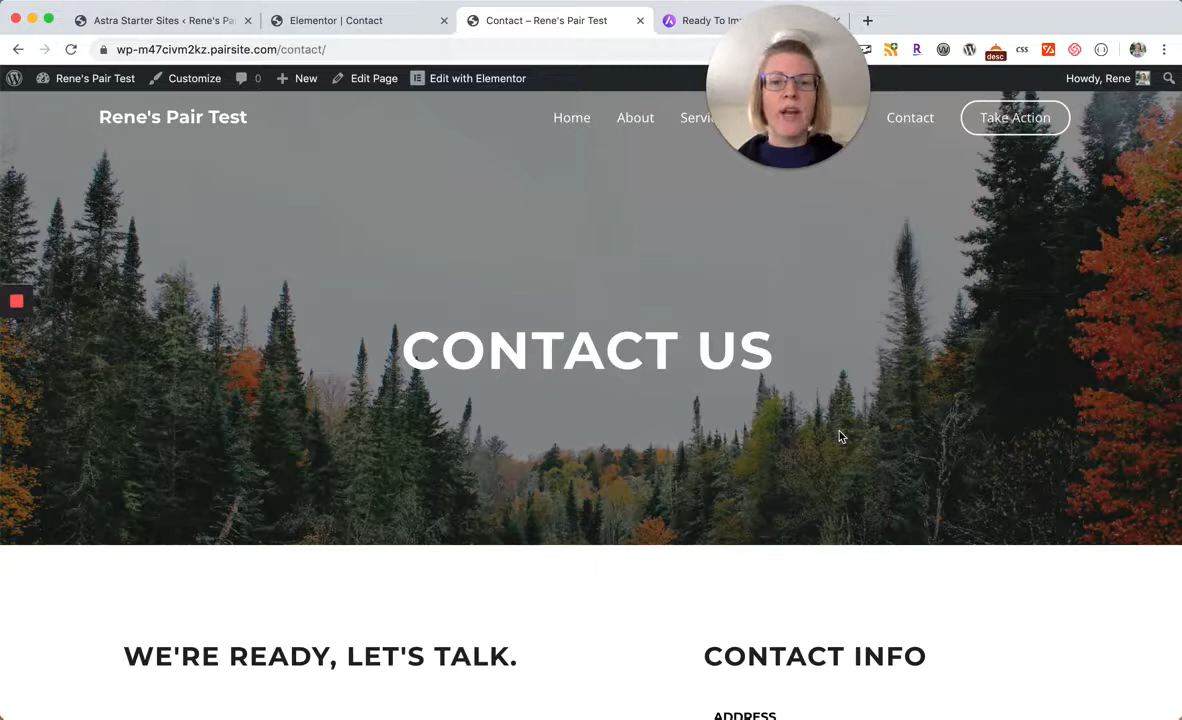 Astra Starter Sites ‹ Rene's Pa
Elementor | Contact
Contact – Rene's Pair Test
Ready To Im
wp-m47civm2kz.pairsite.com/contact/
desc
css
Rene's Pair Test
Customize
0
New
Edit Page
Edit with Elementor
Howdy, Rene
Rene's Pair Test
Home
About
Servi
Contact
Take Action
CONTACT US
WE'RE READY, LET'S TALK.
CONTACT INFO
ADDRESS